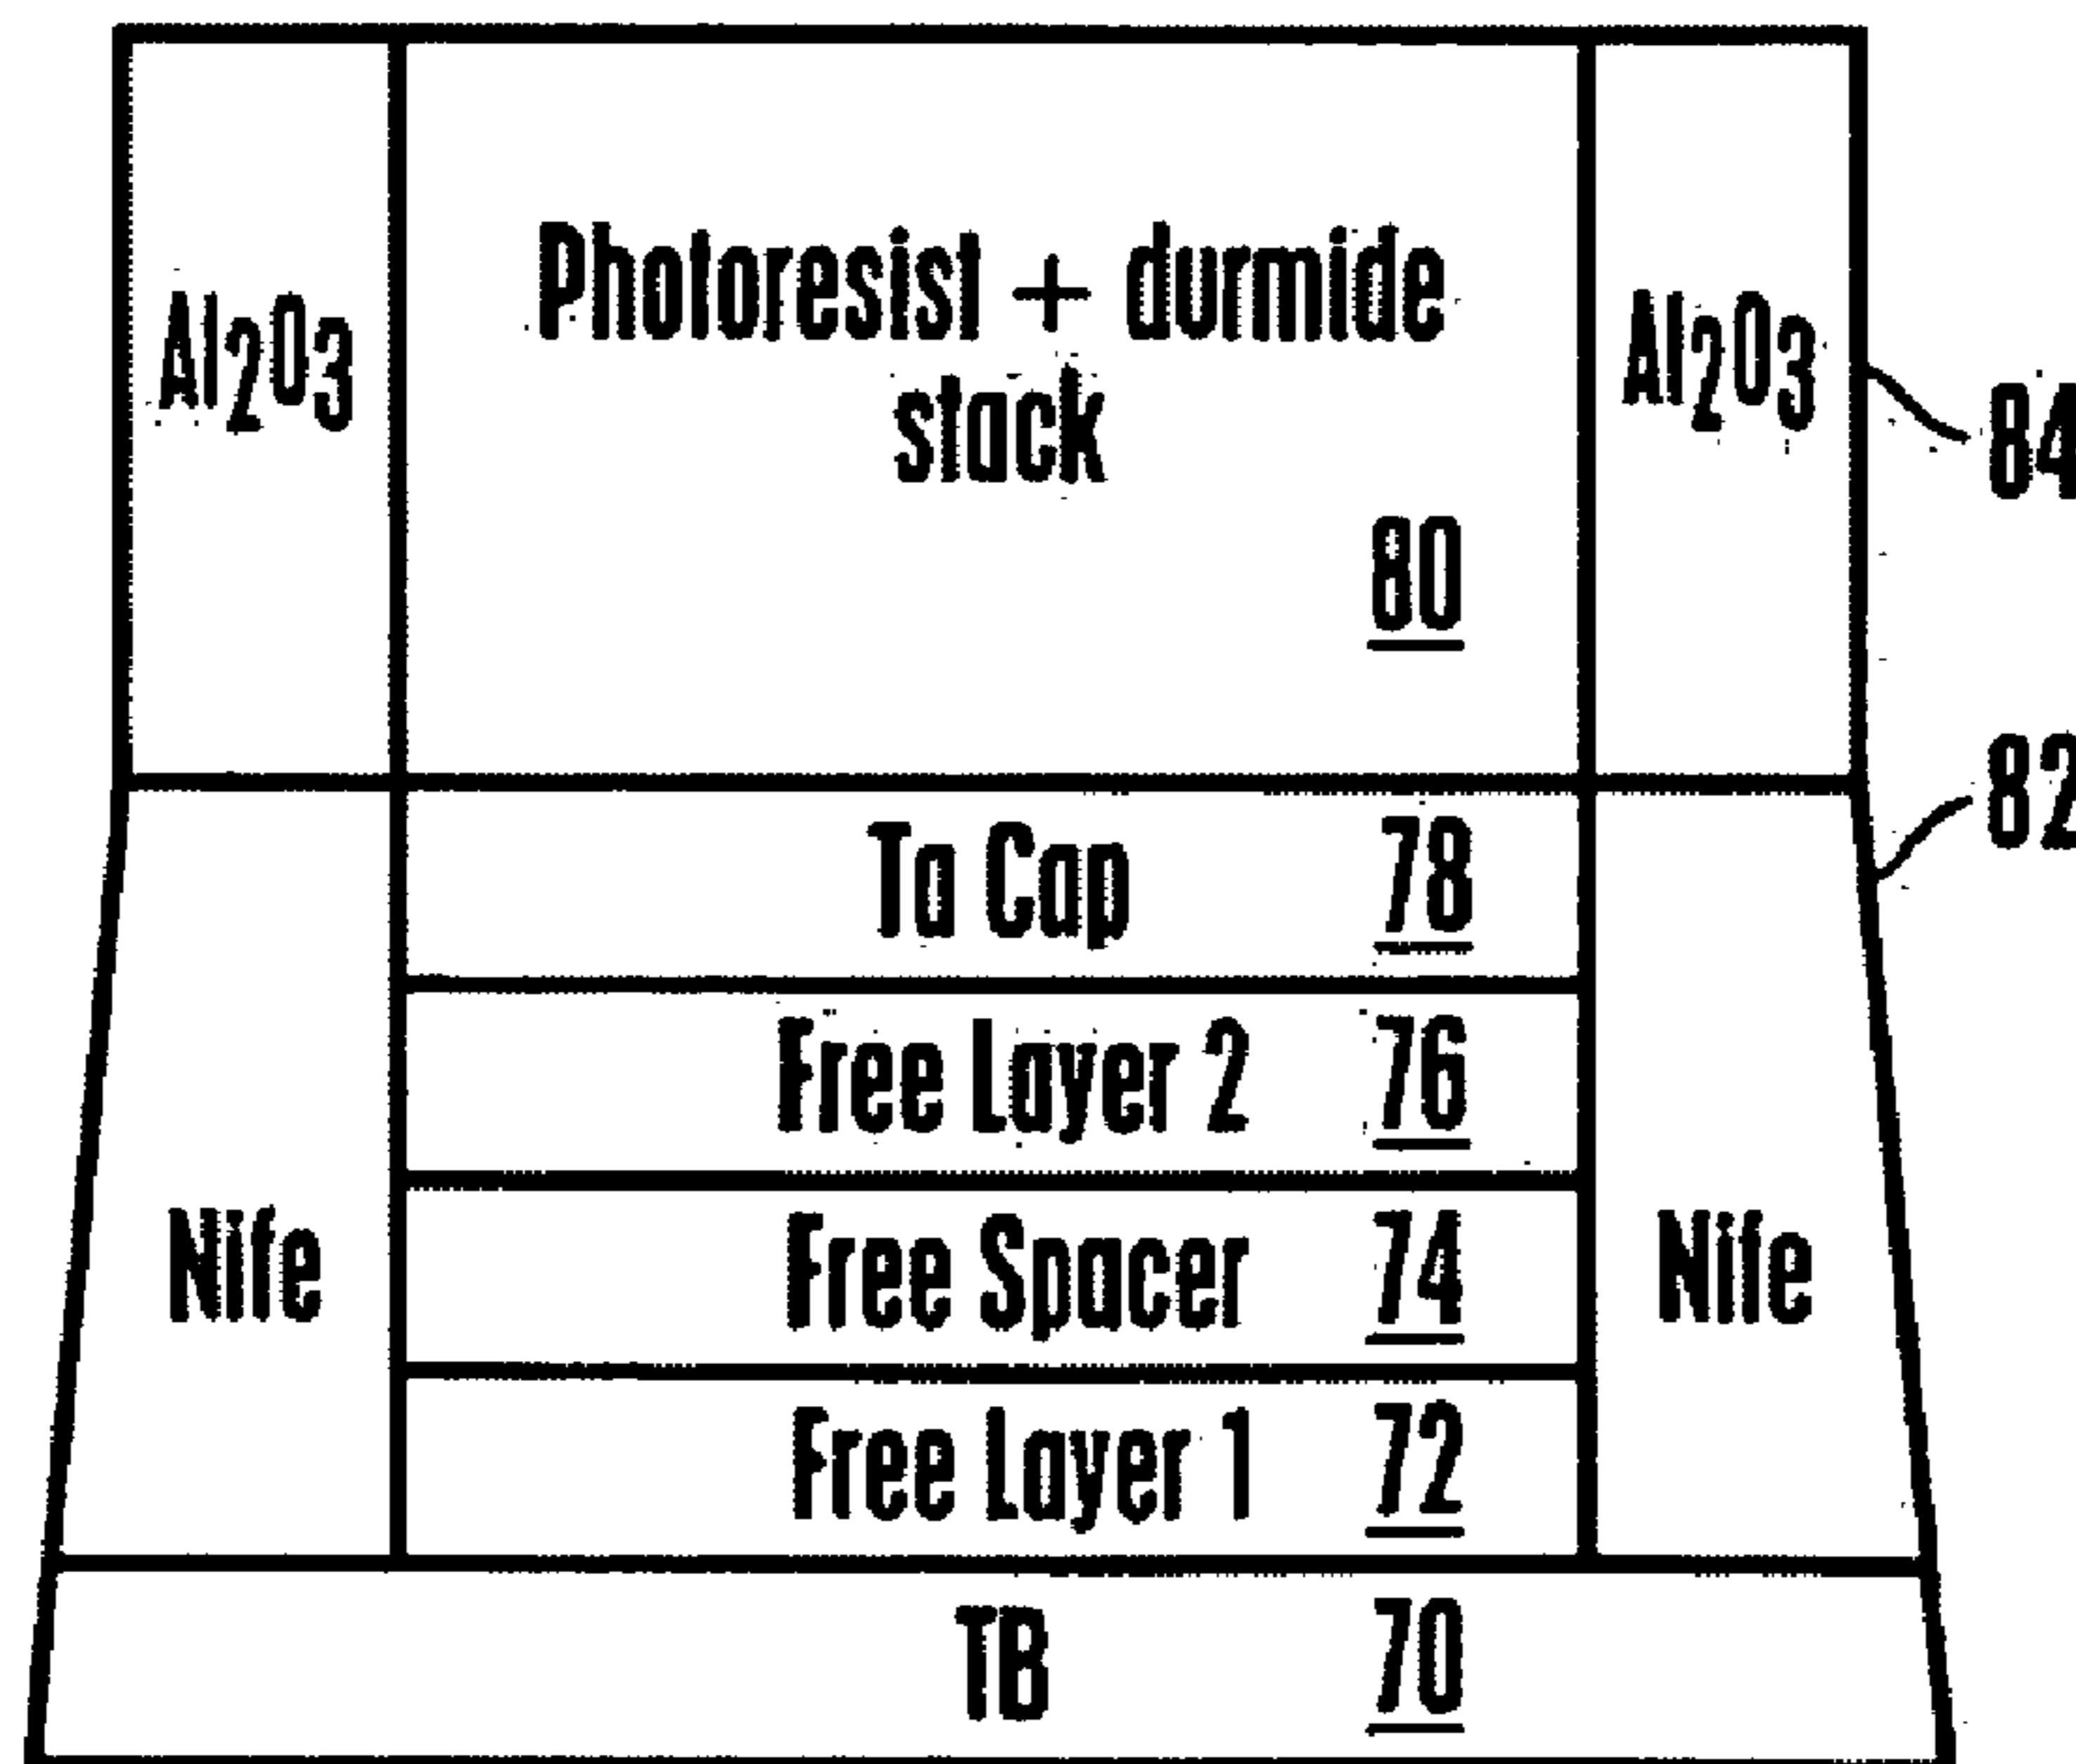 Photoresist + durmide
stack
Al2O3
Al2O3
84
80
82
Ta Cap 78
Free Layer 2 76
Nife
Free Spacer 74
Nife
Free Layer 1 72
TB 70